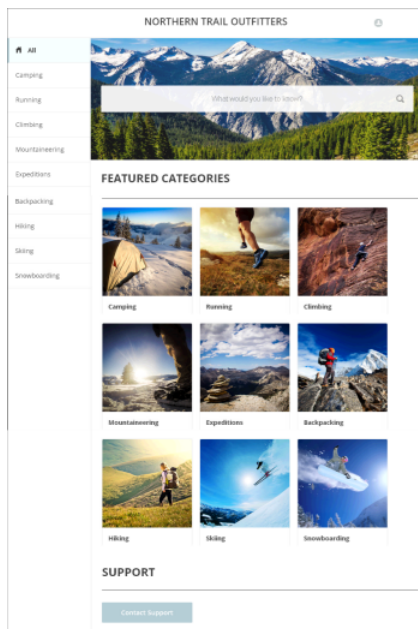 NORTHERN TRAIL OUTFITTERS
All
Camping
Running
Climbing
Mountaineering
Expeditions
Backpacking
Hiking
Skiing
Snowboarding
What would you like to know?
FEATURED CATEGORIES
Camping
Running
Climbing
Mountaineering
Expeditions
Backpacking
Hiking
Skiing
Snowboarding
SUPPORT
Contact Support